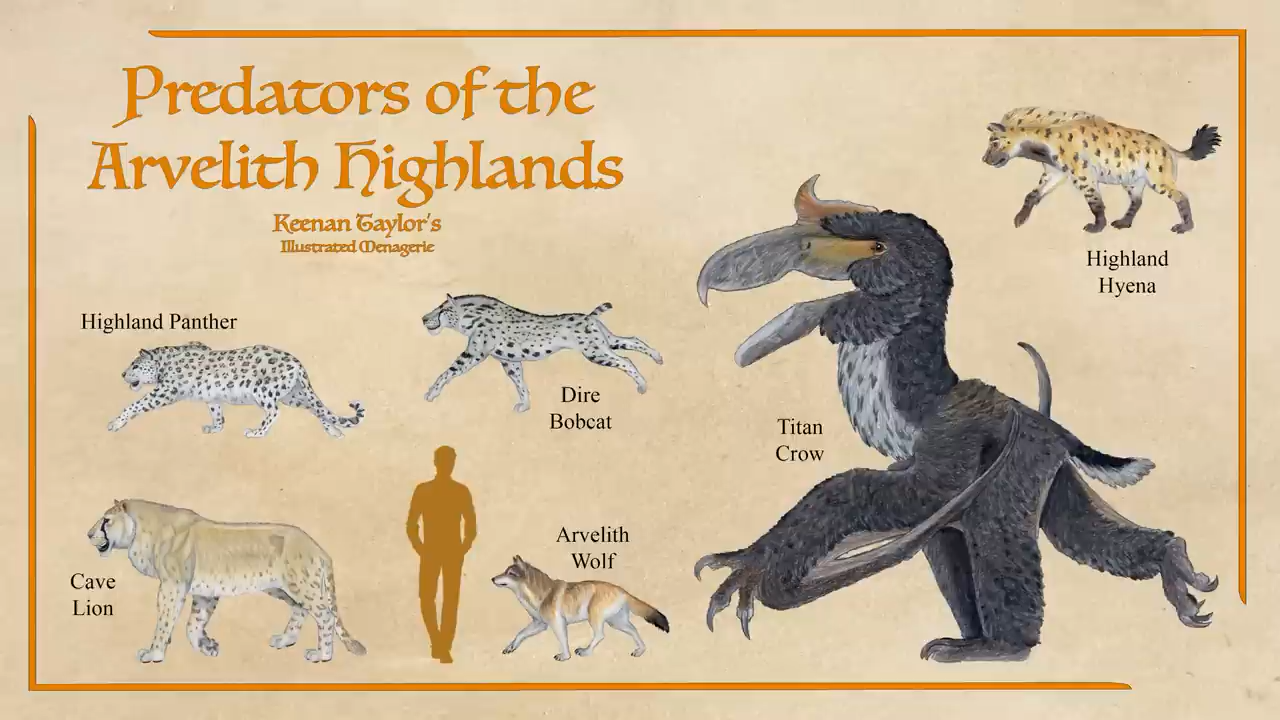 Predators of the
Arvelith Highlands
Keenan Taylor's
Illustrated Menagerie
Highland
Hyena
Highland Panther
Dire
Bobcat
Titan
Crow
Arvelith
Wolf
Cave
Lion